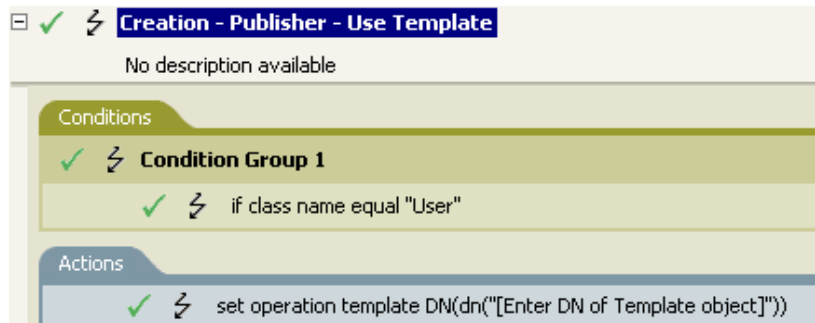 Creation - Publisher - Use Template
No description available
Conditions
Condition Group 1
if class name equal "User"
Actions
set operation template DN(dn("[Enter DN of Template object]"))